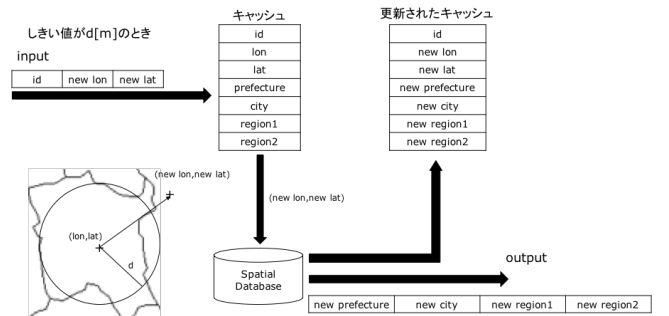 しきい値がd[m]のとき
input
id new lon new lat
キャッシュ
id
lon
lat
prefecture
city
region1
region2
更新されたキャッシュ
id
new lon
new lat
new prefecture
new city
new region1
new region2
(new lon,new lat)
(lon,lat)
d
(new lon,new lat)
Spatial
Database
output
new prefecture new city new region1 new region2